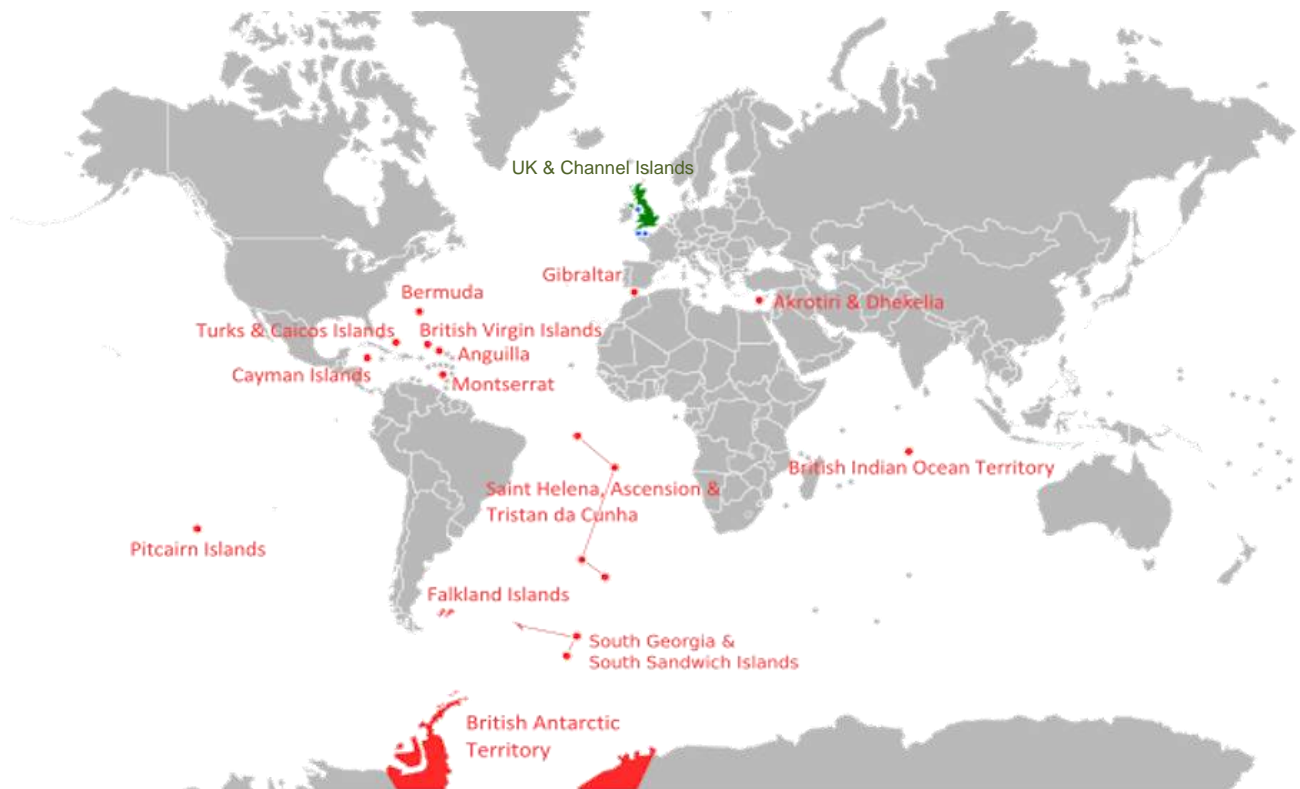 UK & Channel Islands
Gibraltar
Bermuda
Akrotiri & Dhekelia
Turks & Caicos Islands
British Virgin Islands
Anguilla
Cayman Islands
Montserrat
British Indian Ocean Territory
Saint Helena, Ascension &
Tristan da Cunha
Pitcairn Islands
Falkland Islands
South Georgia &
South Sandwich Islands
British Antarctic
Territory